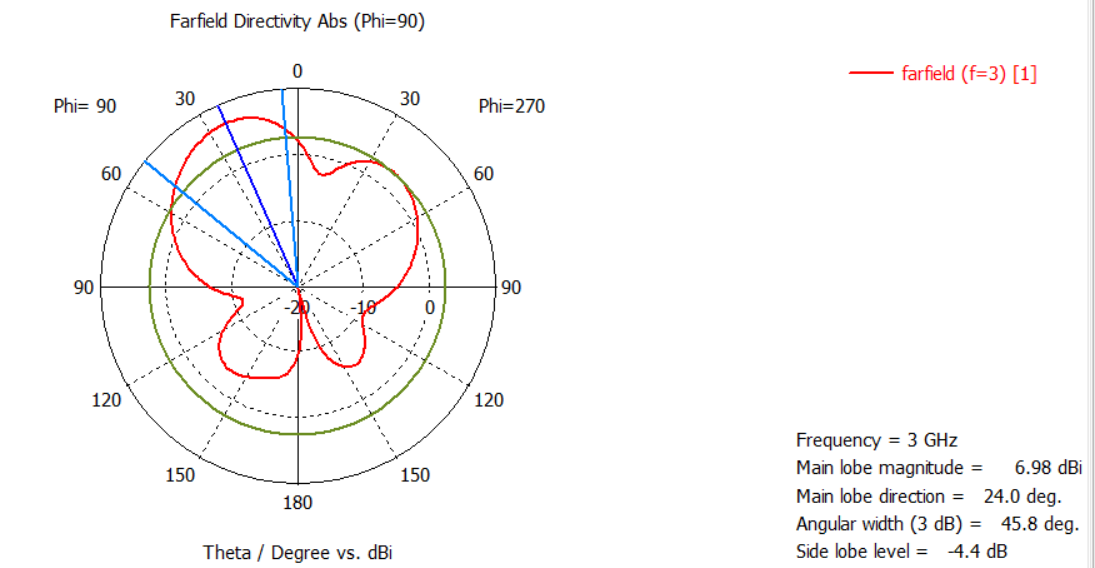 Farfield Directivity Abs (Phi=90)
farfield (f=3) [1]
0
Phi= 90
30
30
Phi=270
60
60
90
-20
-10
0
90
120
120
150
150
180
Theta / Degree vs. dBi
Frequency = 3 GHz
Main lobe magnitude = 6.98 dBi
Main lobe direction = 24.0 deg.
Angular width (3 dB) = 45.8 deg.
Side lobe level = -4.4 dB